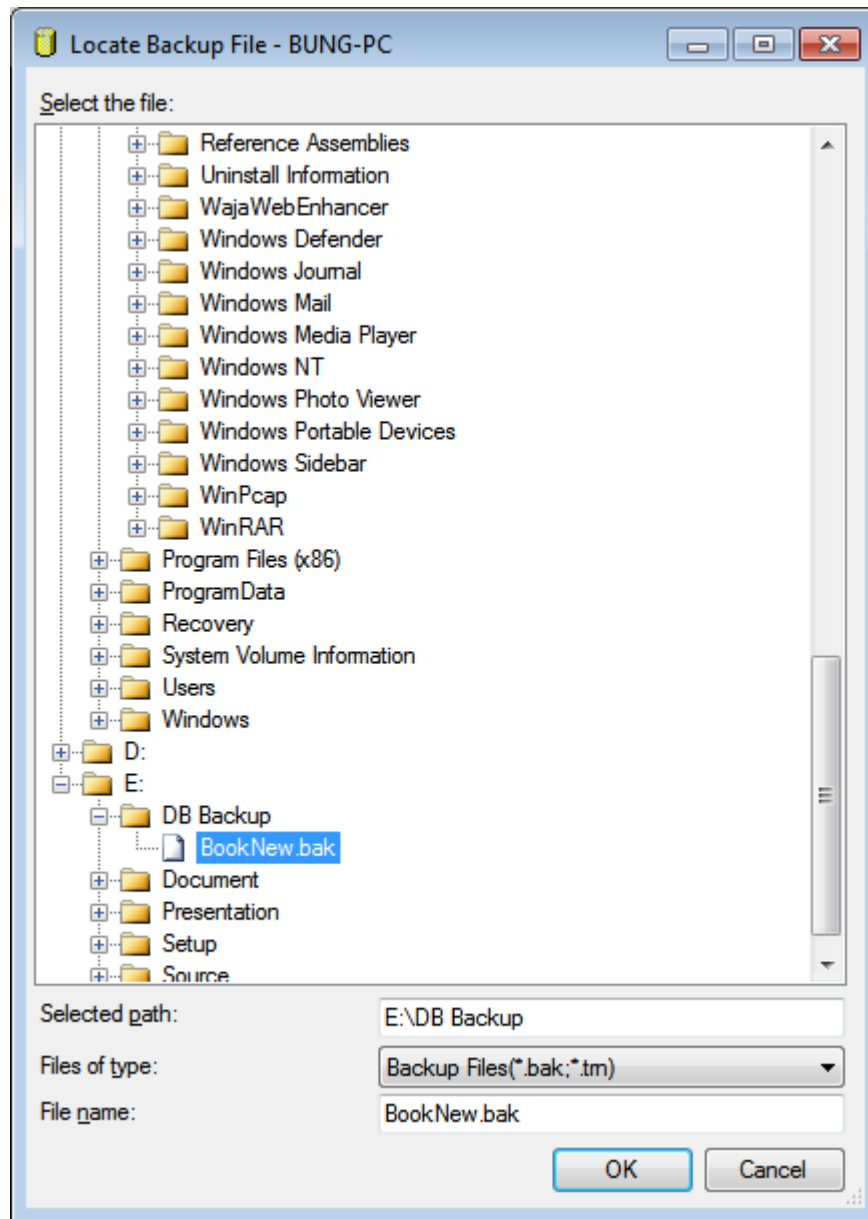 Locate Backup File - BUNG-PC
Select the file:
Reference Assemblies
Uninstall Information
WajaWebEnhancer
Windows Defender
Windows Journal
Windows Mail
Windows Media Player
Windows NT
Windows Photo Viewer
Windows Portable Devices
Windows Sidebar
WinPcap
WinRAR
Program Files (x86)
ProgramData
Recovery
System Volume Information
Users
Windows
D:
E:
DB Backup
BookNew.bak
Document
Presentation
Setup
Source
Selected path: E:\DB Backup
Files of type: Backup Files(*.bak;*.trn)
File name: BookNew.bak
OK Cancel